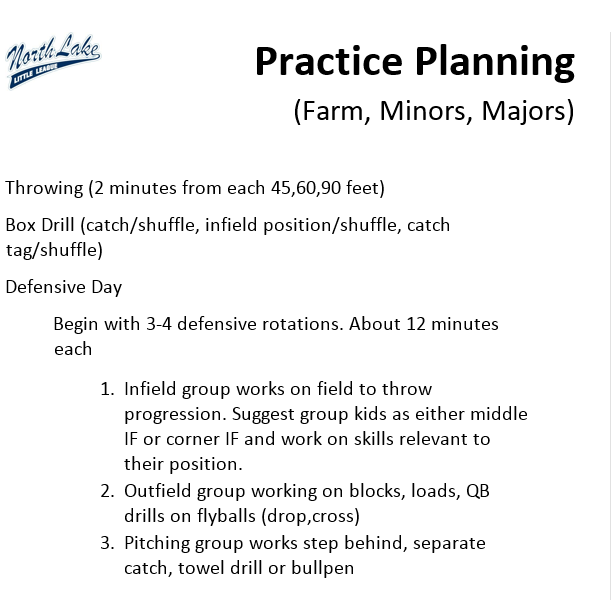 North Lake
LITTLE LEAGUE
Practice Planning
(Farm, Minors, Majors)
Throwing (2 minutes from each 45,60,90 feet)
Box Drill (catch/shuffle, infield position/shuffle, catch
tag/shuffle)
Defensive Day
Begin with 3-4 defensive rotations. About 12 minutes
each
1. Infield group works on field to throw
progression. Suggest group kids as either middle
IF or corner IF and work on skills relevant to
their position.
2. Outfield group working on blocks, loads, QB
drills on flyballs (drop,cross)
3. Pitching group works step behind, separate
catch, towel drill or bullpen